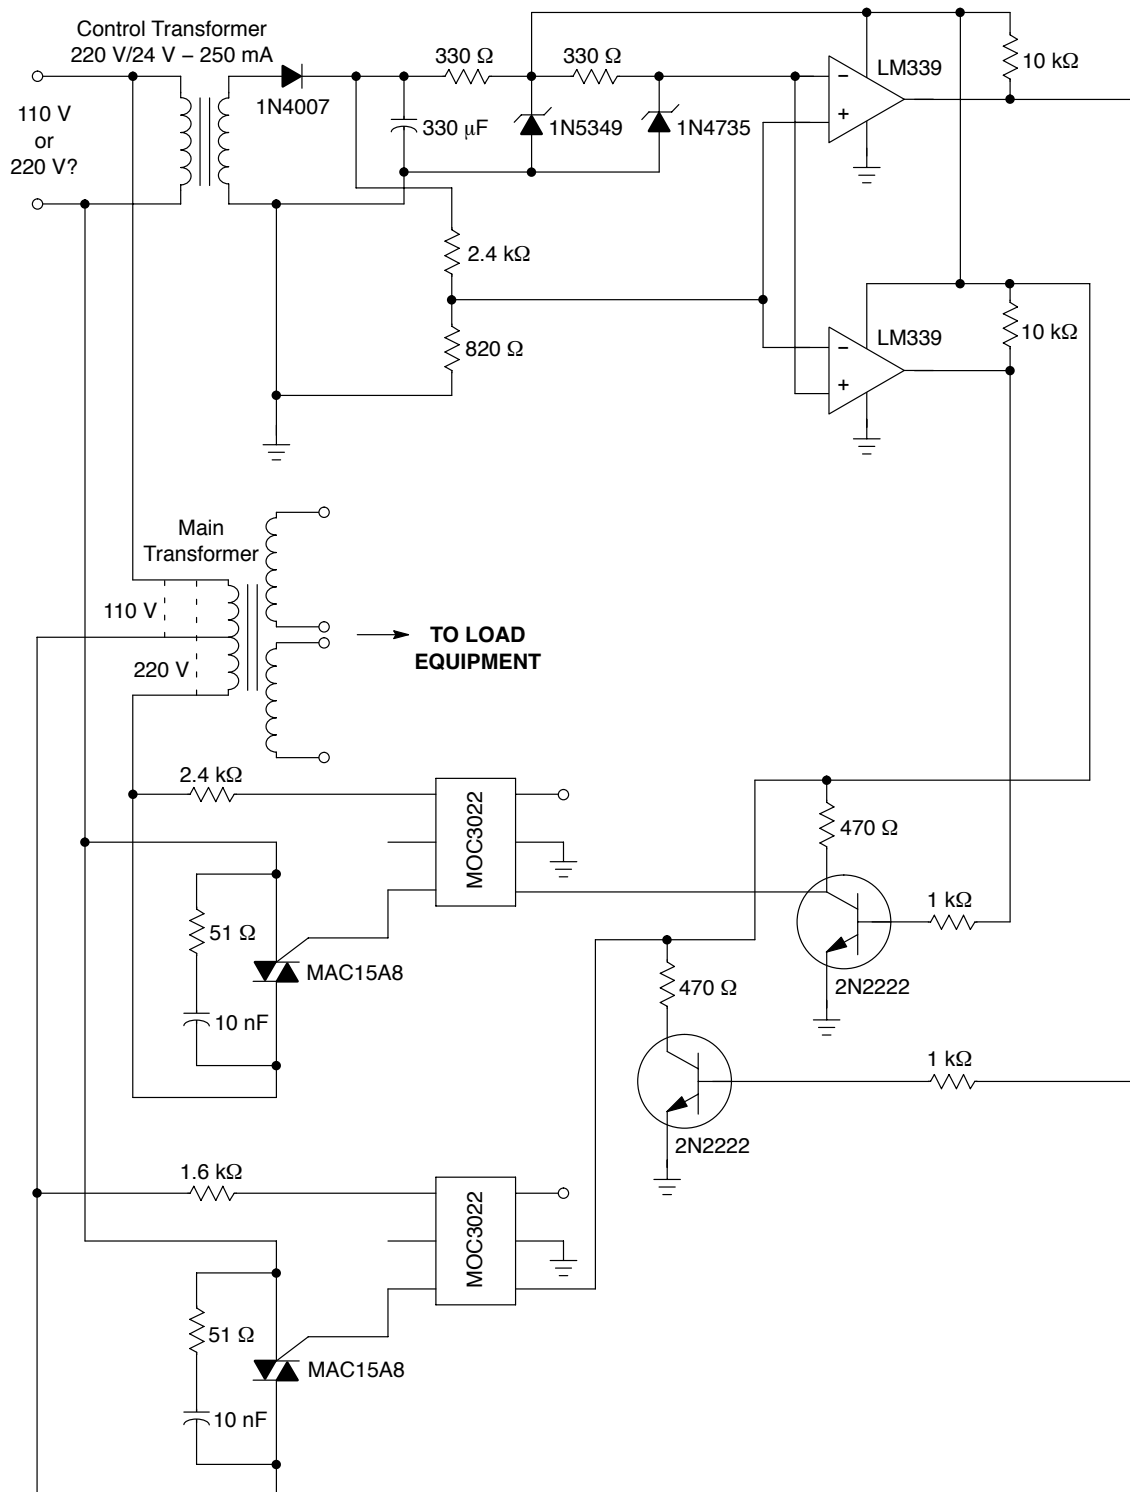 Control Transformer
220 V/24 V – 250 mA
110 V
or
220 V?
1N4007
330 Ω
330 Ω
330 μF
1N5349
1N4735
–
+
LM339
10 kΩ
2.4 kΩ
820 Ω
–
+
LM339
10 kΩ
Main
Transformer
110 V
220 V
TO LOAD
EQUIPMENT
2.4 kΩ
MOC3022
470 Ω
1 kΩ
2N2222
51 Ω
MAC15A8
10 nF
470 Ω
1 kΩ
2N2222
1.6 kΩ
MOC3022
51 Ω
MAC15A8
10 nF